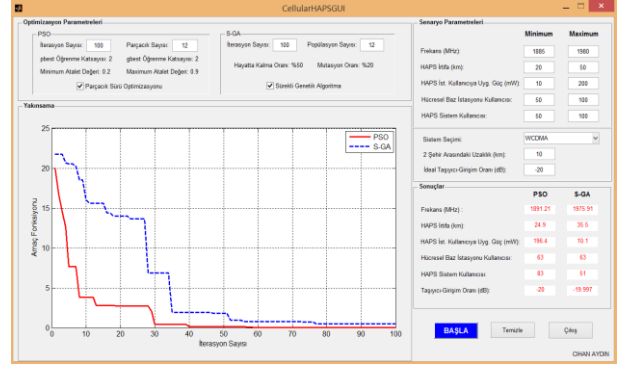 CellularHAPSGUI
Optimizasyon Parametreleri
PSO
İterasyon Sayısı: 100 Parçacık Sayısı: 12
pbest Öğrenme Katsayısı: 2 gbest Öğrenme Katsayısı: 2
Minimum Atalet Değeri: 0.2 Maximum Atalet Değeri: 0.9
Parçacık Sürü Optimizasyonu
S-GA
İterasyon Sayısı: 100 Popülasyon Sayısı: 12
Hayatta Kalma Oranı: %50 Mutasyon Oranı: %20
Sürekli Genetik Algoritma
Yakınsama
25
20
15
10
5
0
Amaç Fonksiyonu
PSO
S-GA
0 10 20 30 40 50 60 70 80 90 100
İterasyon Sayısı
Senaryo Parametreleri
Minimum Maximum
Frekans (MHz): 1885 1980
HAPS İrtifa (km): 20 50
HAPS İst. Kullanıcıya Uyg. Güç (mW): 10 200
Hücresel Baz İstasyonu Kullanıcısı: 50 100
HAPS Sistem Kullanıcısı: 50 100
Sistem Seçimi: WCDMA
2 Şehir Arasındaki Uzaklık (km): 10
İdeal Taşıyıcı-Girişim Oranı (dB): -20
Sonuçlar
PSO S-GA
Frekans (MHz) : 1891.21 1975.91
HAPS İrtifa (km): 24.9 35.5
HAPS İst. Kullanıcıya Uyg. Güç (mW): 196.4 10.1
Hücresel Baz İstasyonu Kullanıcısı: 63 63
HAPS Sistem Kullanıcısı: 83 51
Taşıyıcı-Girişim Oranı (dB): -20 -19.997
BAŞLA Temizle Çıkış
CİHAN AYDIN